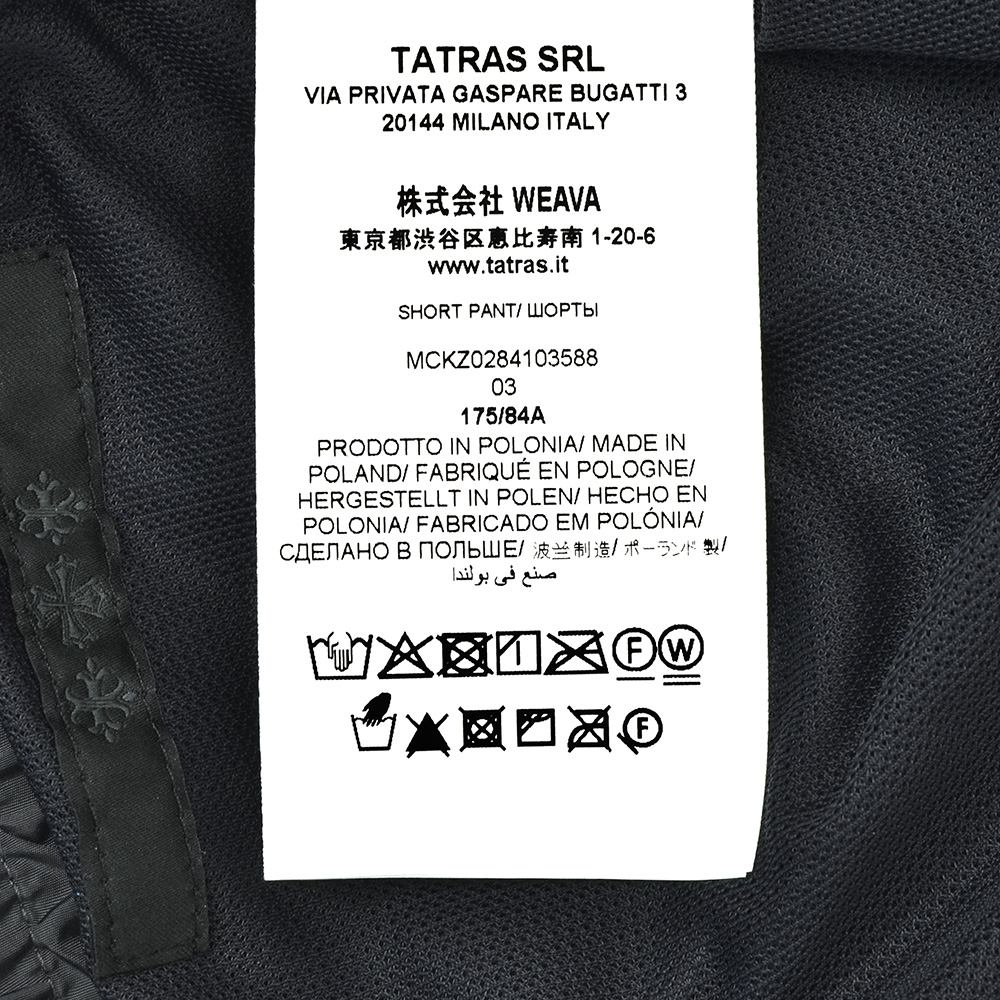 TATRAS SRL
VIA PRIVATA GASPARE BUGATTI 3
20144 MILANO ITALY
株式会社 WEAVA
東京都渋谷区恵比寿南 1-20-6
www.tatras.it
SHORT PANT/ ШОРТЫ
MCKZ0284103588
03
175/84A
PRODOTTO IN POLONIA/ MADE IN
POLAND/ FABRIQUÉ EN POLOGNE/
HERGESTELLT IN POLEN/ HECHO EN
POLONIA/ FABRICADO EM POLÓNIA/
СДЕЛАНО В ПОЛЬШЕ/ 波兰制造/ ポーランド製/
صنع في بولندا
F W
F